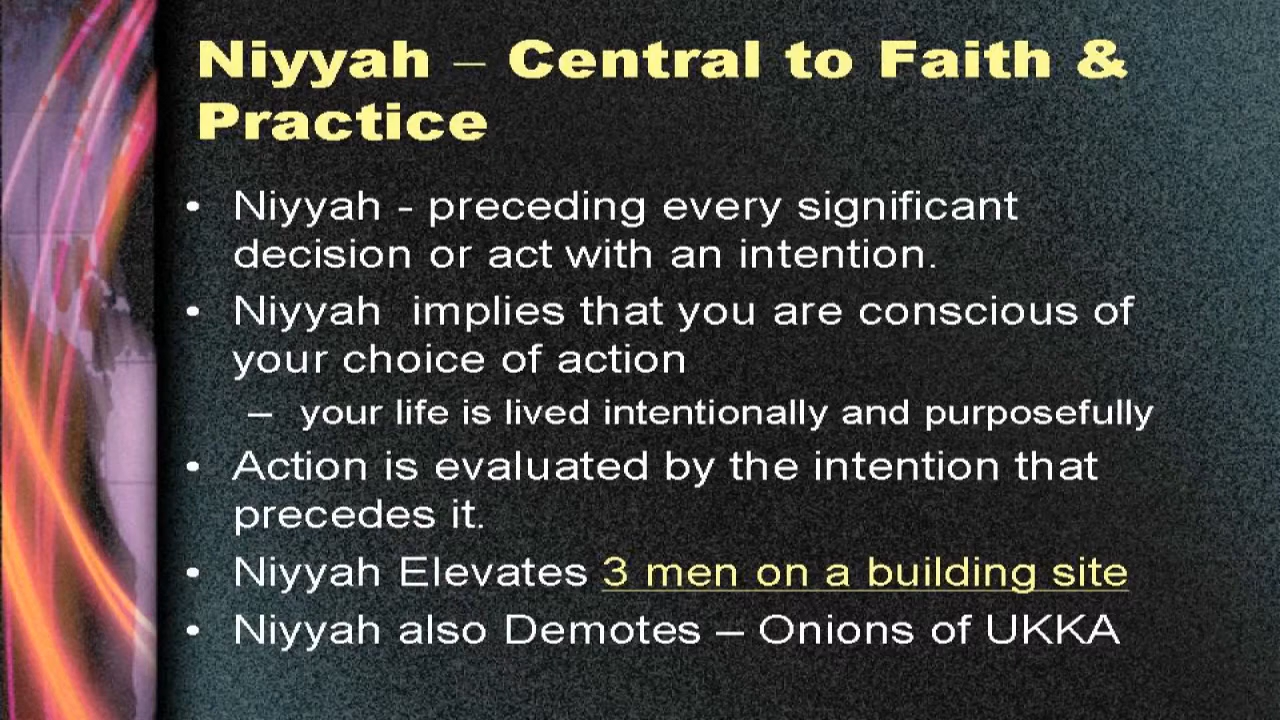 Niyyah – Central to Faith &
Practice
• Niyyah - preceding every significant
decision or act with an intention.
• Niyyah  implies that you are conscious of
your choice of action
– your life is lived intentionally and purposefully
• Action is evaluated by the intention that
precedes it.
• Niyyah Elevates 3 men on a building site
• Niyyah also Demotes – Onions of UKKA